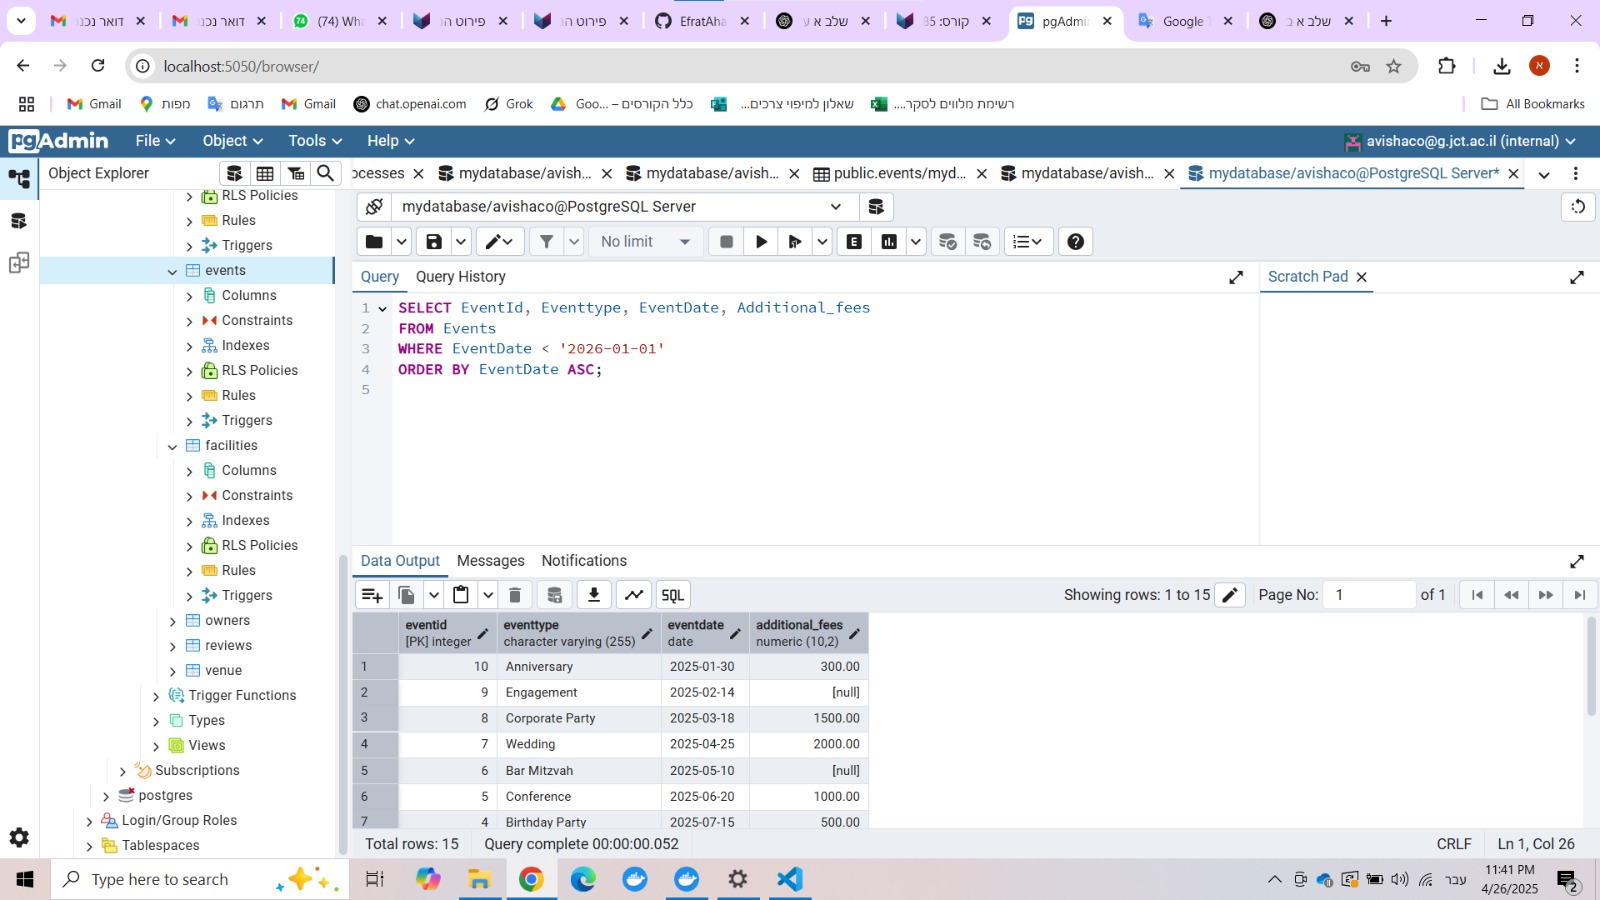 דואר נכנ
דואר נכנ
(74) Wha
פירוט הנ
פירוט הנ
EfratAha
שלב א ע
קורס: 85
pgAdmi
Google T
שלב א ב
localhost:5050/browser/
Gmail
מפות
תרגום
Gmail
chat.openai.com
Grok
כלל הקורסים – Goo...
שאלון למיפוי צרכים...
רשימת מלווים לסקר....
All Bookmarks
pgAdmin
File
Object
Tools
Help
avishaco@g.jct.ac.il (internal)
Object Explorer
ocesses
mydatabase/avish...
mydatabase/avish...
public.events/myd...
mydatabase/avish...
mydatabase/avishaco@PostgreSQL Server*
RLS Policies
Rules
Triggers
events
Columns
Constraints
Indexes
RLS Policies
Rules
Triggers
facilities
Columns
Constraints
Indexes
RLS Policies
Rules
Triggers
owners
reviews
venue
Trigger Functions
Types
Views
Subscriptions
postgres
Login/Group Roles
Tablespaces
mydatabase/avishaco@PostgreSQL Server
No limit
E
Query
Query History
Scratch Pad
1 SELECT EventId, Eventtype, EventDate, Additional_fees
2 FROM Events
3 WHERE EventDate < '2026-01-01'
4 ORDER BY EventDate ASC;
5
Data Output
Messages
Notifications
SQL
Showing rows: 1 to 15
Page No: 1 of 1
eventid eventtype eventdate additional_fees
[PK] integer character varying (255) date numeric (10,2)
1 10 Anniversary 2025-01-30 300.00
2 9 Engagement 2025-02-14 [null]
3 8 Corporate Party 2025-03-18 1500.00
4 7 Wedding 2025-04-25 2000.00
5 6 Bar Mitzvah 2025-05-10 [null]
6 5 Conference 2025-06-20 1000.00
7 4 Birthday Party 2025-07-15 500.00
Total rows: 15
Query complete 00:00:00.052
CRLF
Ln 1, Col 26
Type here to search
עבר
11:41 PM
4/26/2025
2